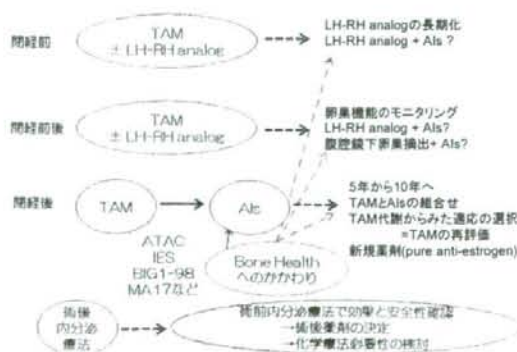 閉経前
TAM
± LH-RH analog
LH-RH analogの長期化
LH-RH analog + AIs ?
閉経前後
TAM
± LH-RH analog
卵巣機能のモニタリング
LH-RH analog + AIs?
腹腔鏡下卵巣摘出+ AIs?
閉経後
TAM
AIs
5年から10年へ
TAMとAIsの組合せ
TAM代謝からみた適応の選択
=TAMの再評価
新規薬剤(pure anti-estrogen)
ATAC
IES
BIG1-98
MA17など
Bone Health
へのかかわり
術後
内分泌
療法
術前内分泌療法で効果と安全性確認
→術後薬剤の決定
→化学療法必要性の検討